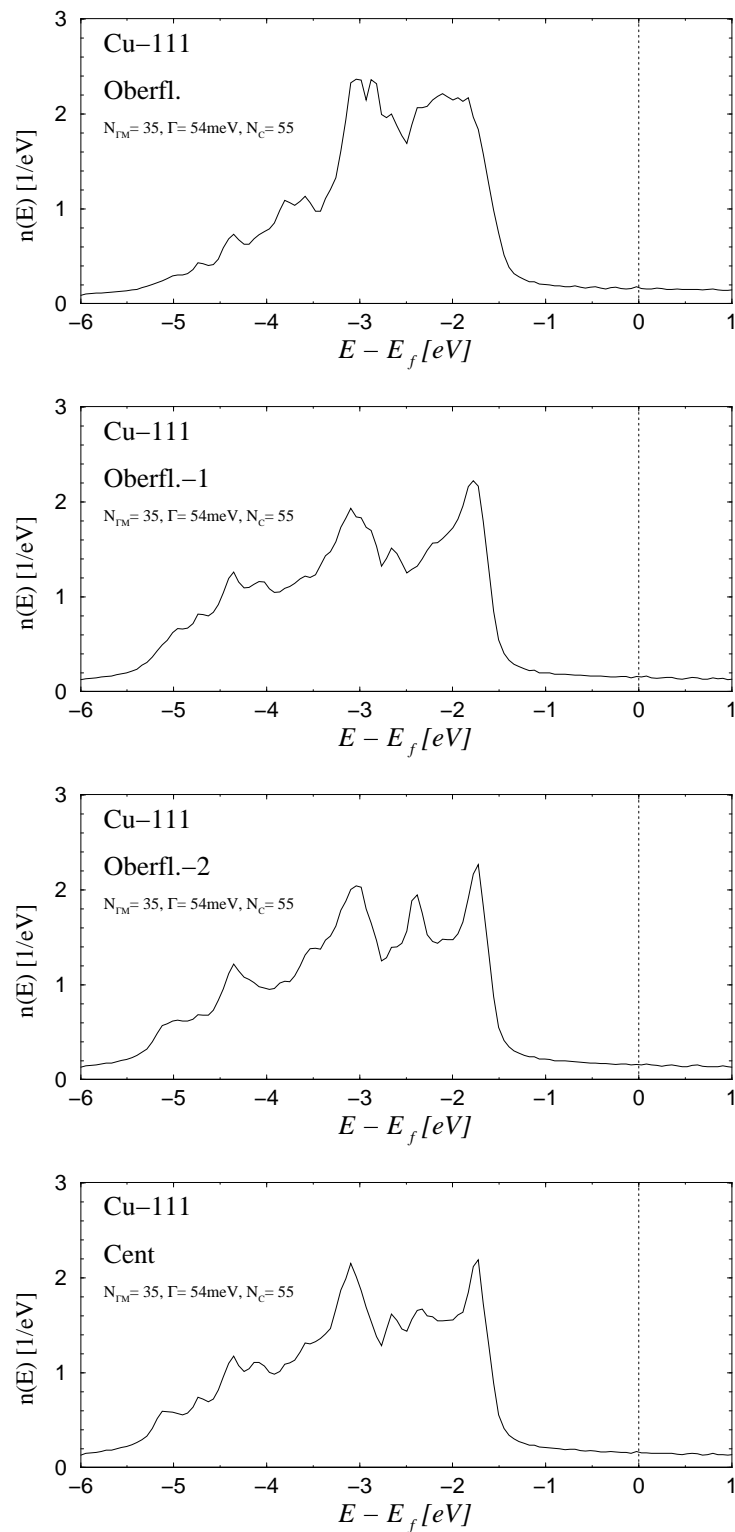 3
Cu−111
Oberfl.
N_ΓM= 35, Γ= 54meV, N_C= 55
2
1
0
n(E) [1/eV]
−6 −5 −4 −3 −2 −1 0 1
E − E_f [eV]
3
Cu−111
Oberfl.−1
N_ΓM= 35, Γ= 54meV, N_C= 55
2
1
0
n(E) [1/eV]
−6 −5 −4 −3 −2 −1 0 1
E − E_f [eV]
3
Cu−111
Oberfl.−2
N_ΓM= 35, Γ= 54meV, N_C= 55
2
1
0
n(E) [1/eV]
−6 −5 −4 −3 −2 −1 0 1
E − E_f [eV]
3
Cu−111
Cent
N_ΓM= 35, Γ= 54meV, N_C= 55
2
1
0
n(E) [1/eV]
−6 −5 −4 −3 −2 −1 0 1
E − E_f [eV]